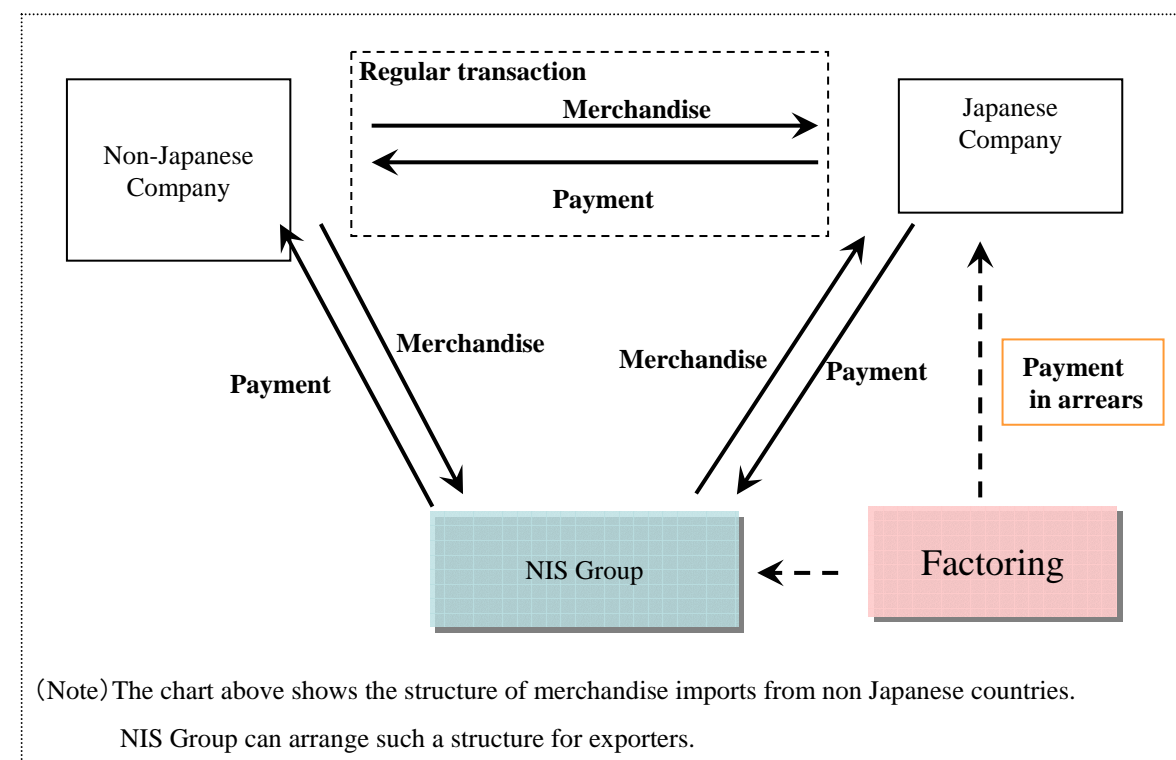 Regular transaction
Merchandise
Payment
Non-Japanese
Company
Japanese
Company
Merchandise
Payment
Merchandise
Payment
Payment
in arrears
NIS Group
Factoring
（Note）The chart above shows the structure of merchandise imports from non Japanese countries.
NIS Group can arrange such a structure for exporters.